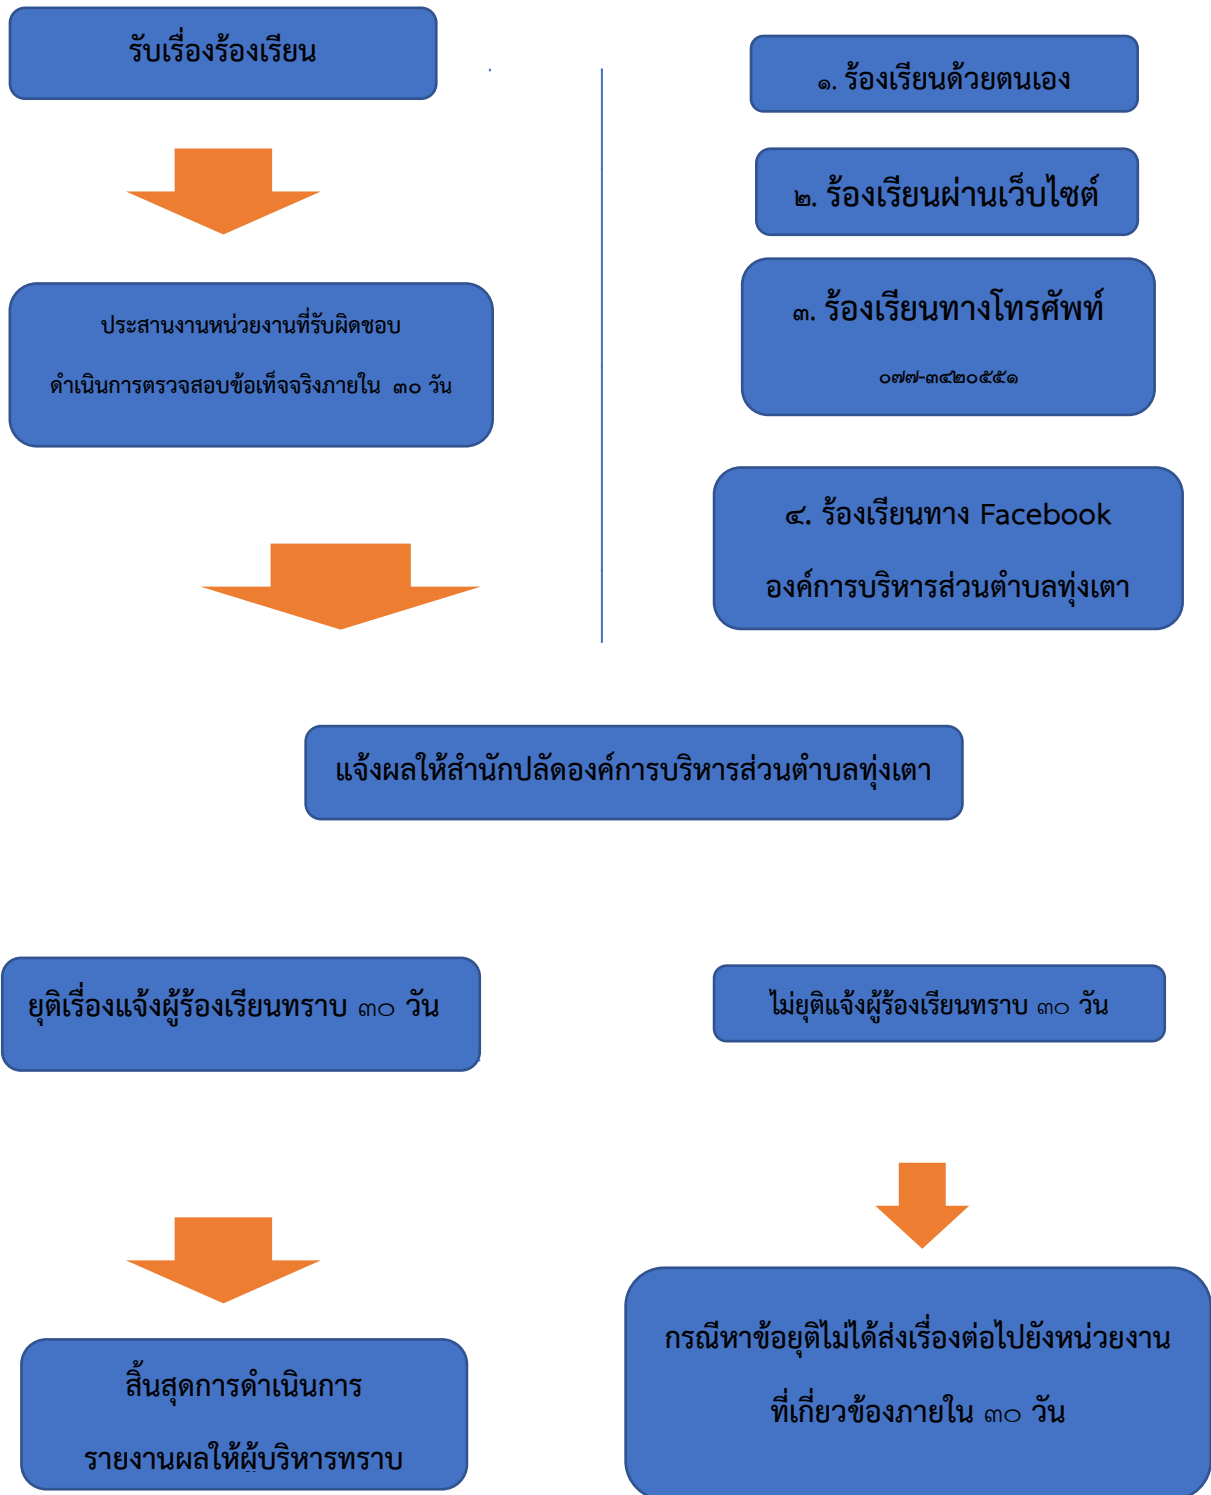 รับเรื่องร้องเรียน
๑. ร้องเรียนด้วยตนเอง
๒. ร้องเรียนผ่านเว็บไซต์
๓. ร้องเรียนทางโทรศัพท์
๐๗๗-๓๔๒๐๕๕๑
ประสานงานหน่วยงานที่รับผิดชอบ
ดำเนินการตรวจสอบข้อเท็จจริงภายใน ๓๐ วัน
๔. ร้องเรียนทาง Facebook
องค์การบริหารส่วนตำบลทุ่งเตา
แจ้งผลให้สำนักปลัดองค์การบริหารส่วนตำบลทุ่งเตา
ยุติเรื่องแจ้งผู้ร้องเรียนทราบ ๓๐ วัน
ไม่ยุติแจ้งผู้ร้องเรียนทราบ ๓๐ วัน
สิ้นสุดการดำเนินการ
รายงานผลให้ผู้บริหารทราบ
กรณีหาข้อยุติไม่ได้ส่งเรื่องต่อไปยังหน่วยงาน
ที่เกี่ยวข้องภายใน ๓๐ วัน